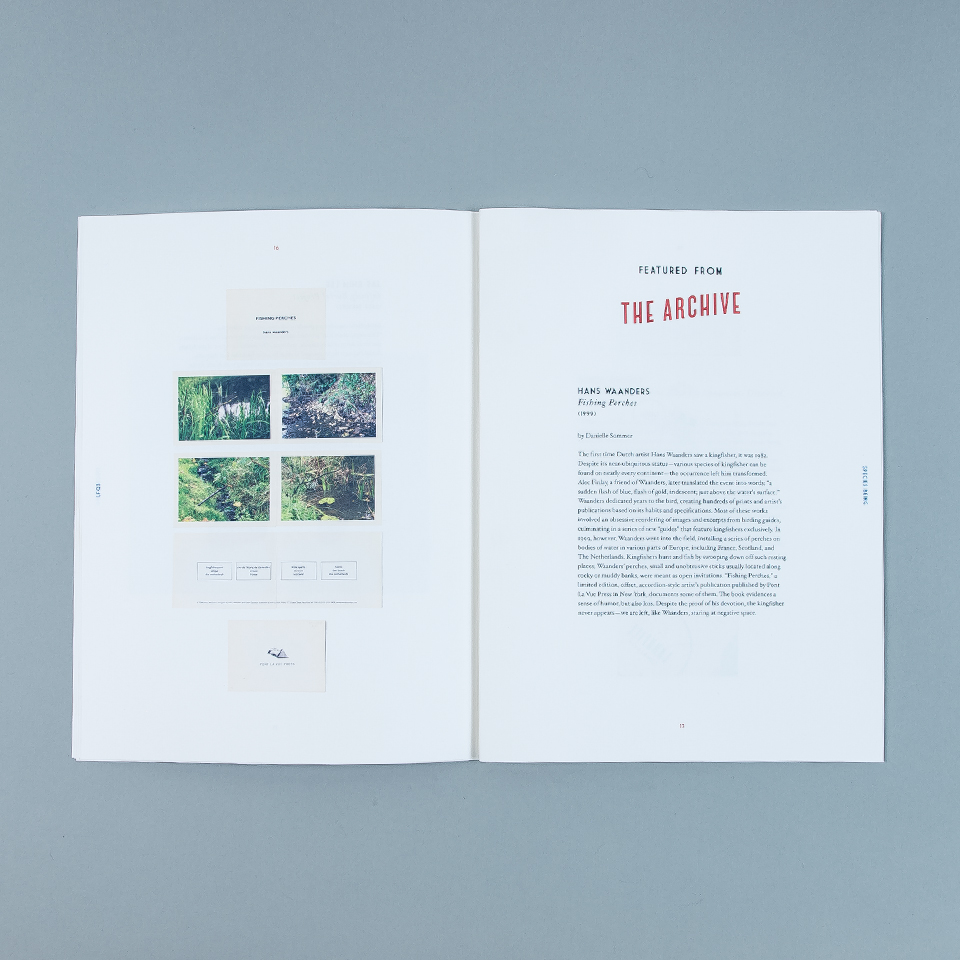 16
FISHING PERCHES
HANS WAANDERS
LFQ3
FEATURED FROM
THE ARCHIVE
HANS WAANDERS
Fishing Perches
(1999)
by Danielle Sommer
The first time Dutch artist Hans Waanders saw a kingfisher, it was 1982.
Despite its near-ubiquitous status—various species of kingfisher can be
found on nearly every continent—the occurrence left him transformed.
Alec Finlay, a friend of Waanders, later translated the event into words: "a
sudden flash of blue, flash of gold, iridescent; just above the water's surface."
Waanders dedicated years to the bird, creating hundreds of prints and artist's
publications based on its habits and specifications. Most of these works
involved an obsessive reordering of images and excerpts from birding guides,
culminating in a series of new "guides" that feature kingfishers exclusively. In
however, Waanders went into the field, installing a series of perches on
bodies of water in various parts of Europe, including France, Scotland, and
The Netherlands. Kingfishers hunt and fish by swooping down off such resting
places; Waanders' perches, small and unobtrusive sticks usually located along
rocky or muddy banks, were meant as open invitations. "Fishing Perches," a
limited edition, offset, accordion-style artist's publication published by Pont
La Vue Press in New York, documents some of them. The book evidences a
sense of humor, but also loss. Despite the proof of his devotion, the kingfisher
never appears—we are left, like Waanders, staring at negative space.
PONT LA VUE PRESS
SPECIES BEING